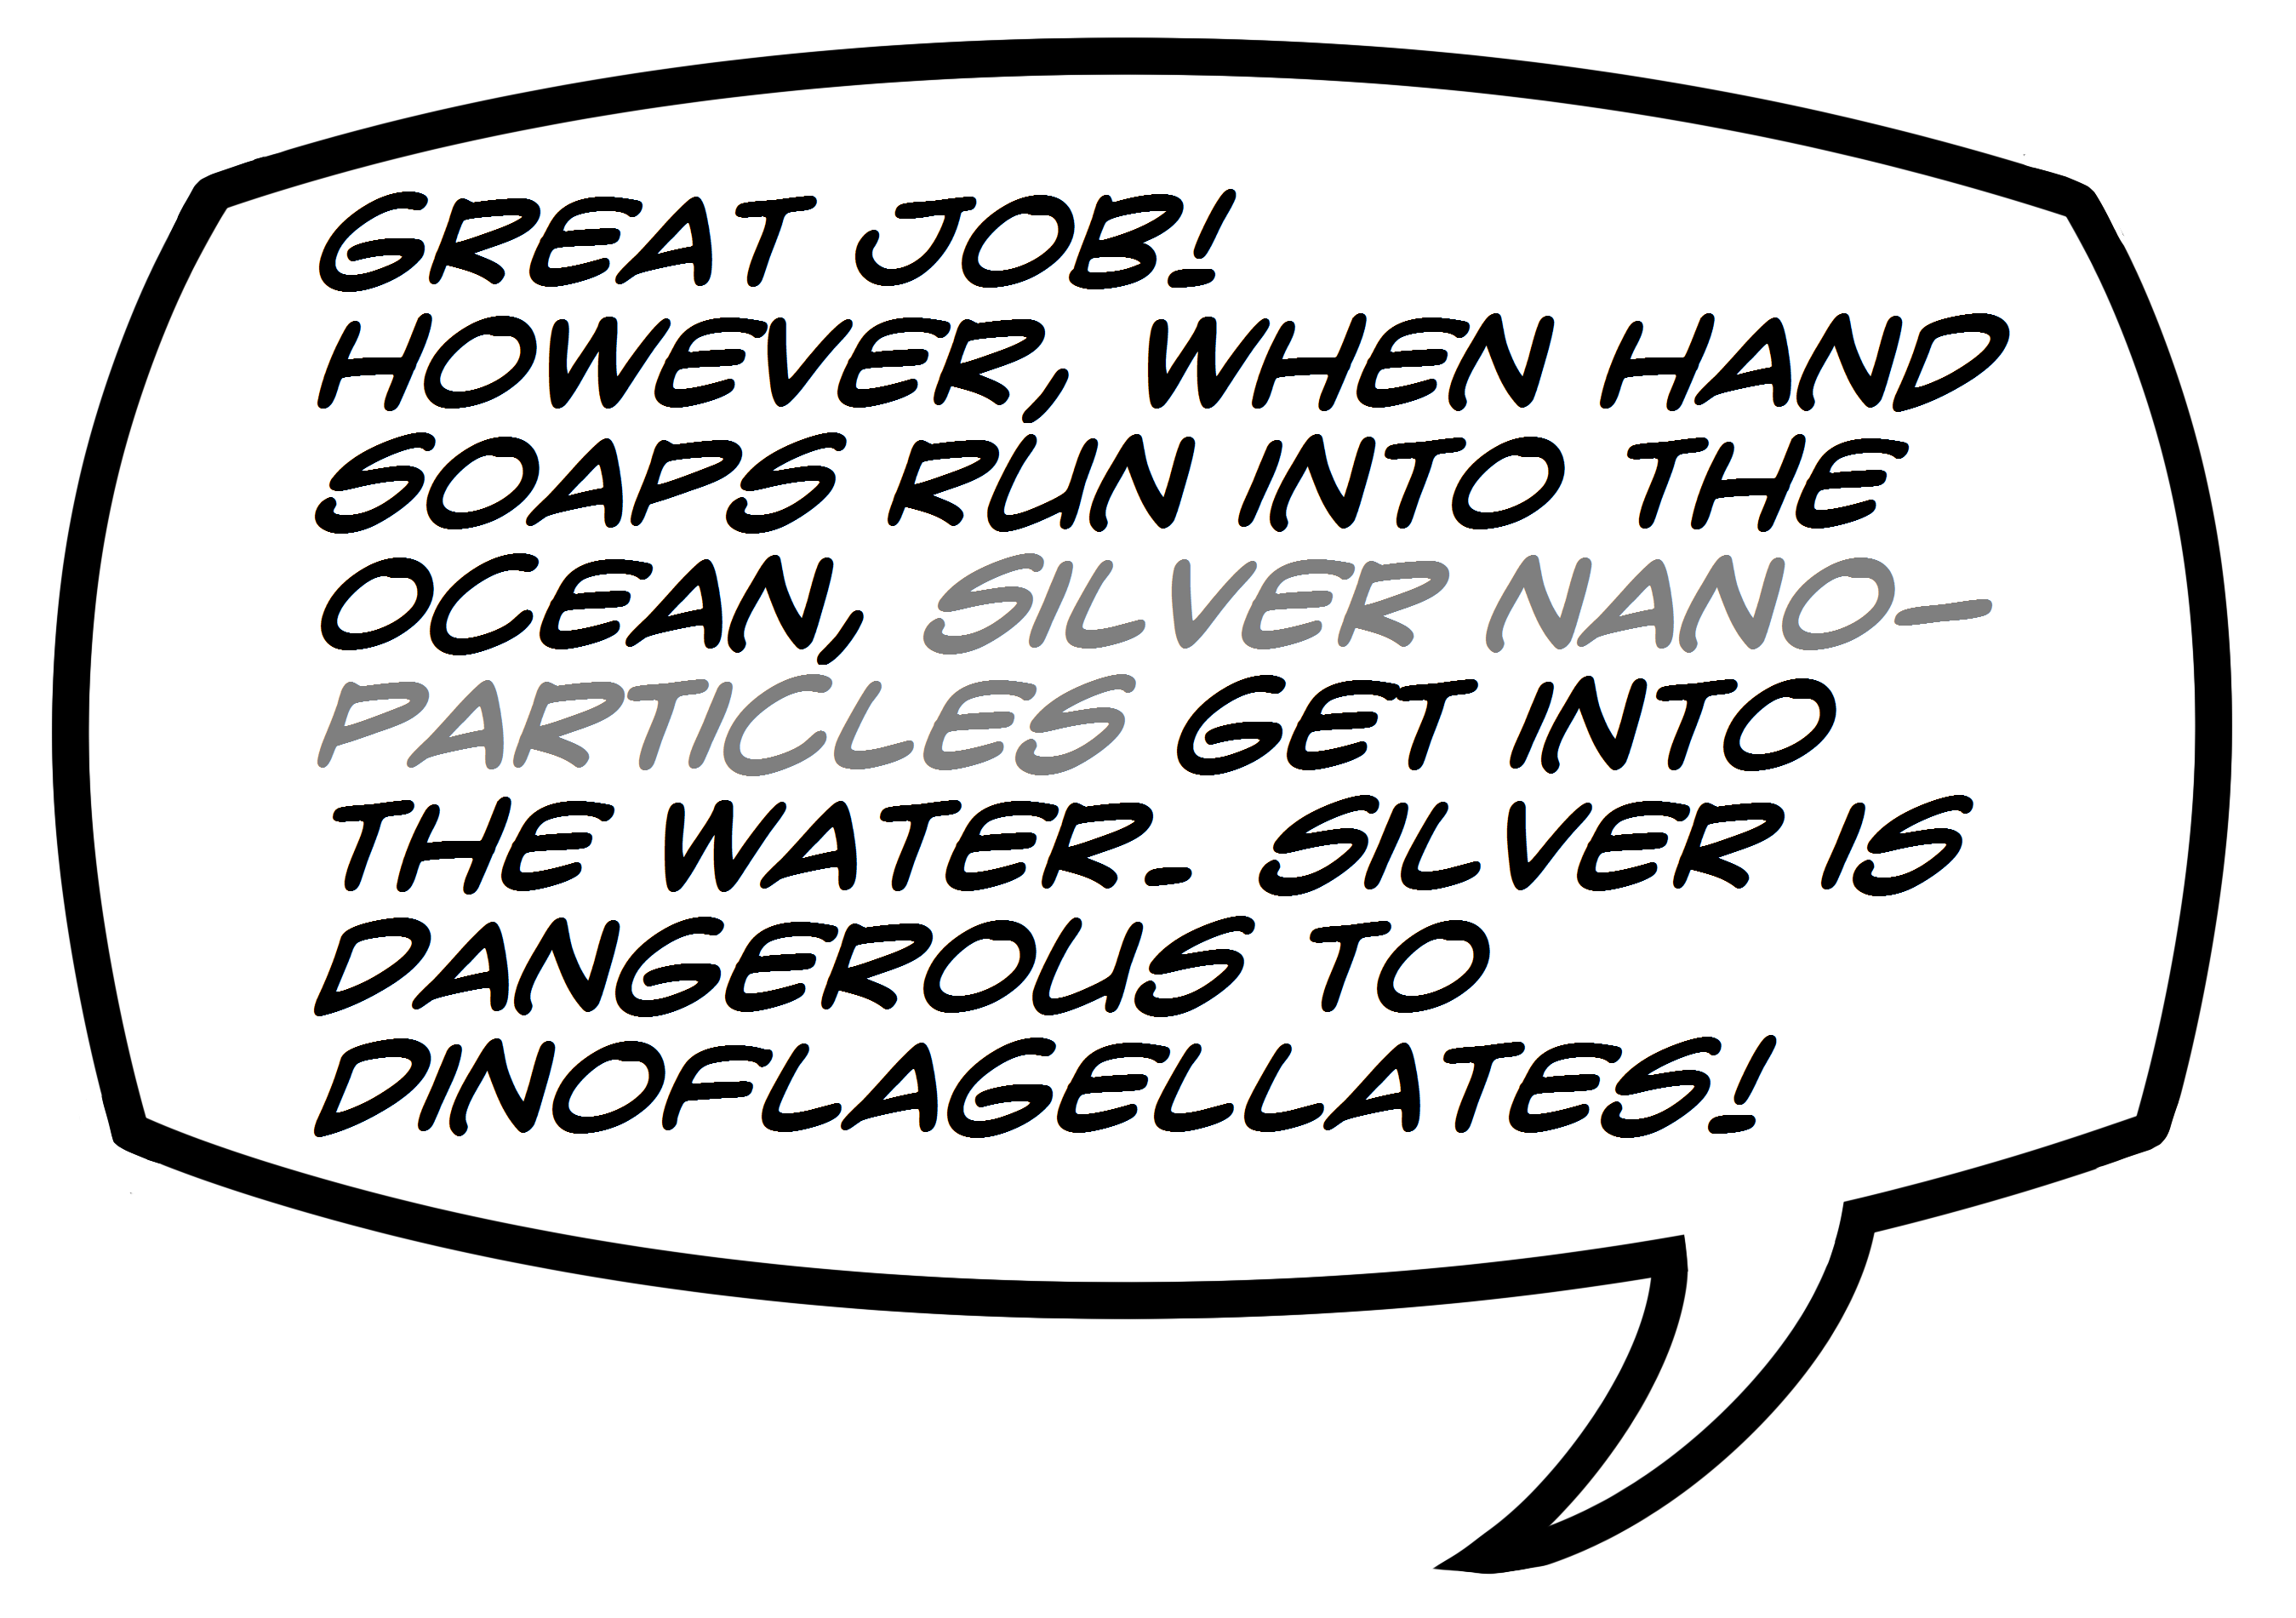 GREAT JOB!
HOWEVER, WHEN HAND
SOAPS RUN INTO THE
OCEAN, SILVER NANO-
PARTICLES GET INTO
THE WATER. SILVER IS
DANGEROUS TO
DINOFLAGELLATES!